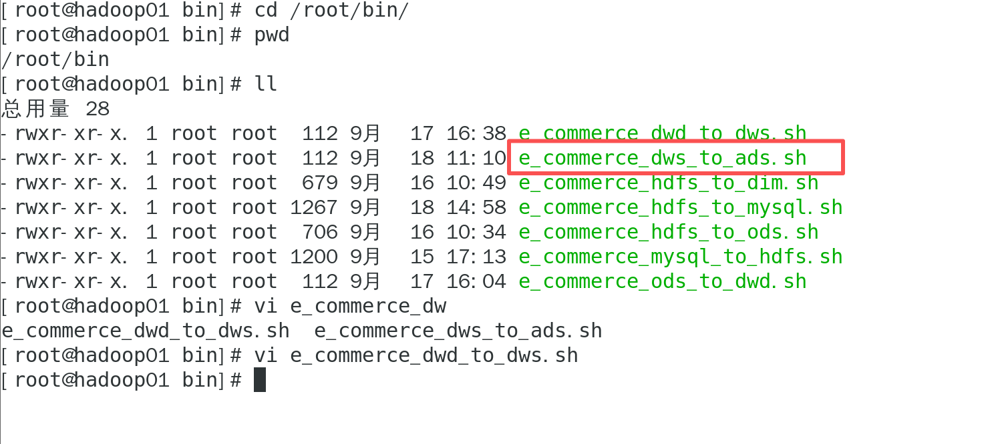 [root@hadoop01 bin]# cd /root/bin/
[root@hadoop01 bin]# pwd
/root/bin
[root@hadoop01 bin]# ll
总用量 28
-rwxr-xr-x. 1 root root  112 9月  17 16:38 e_commerce_dwd_to_dws.sh
-rwxr-xr-x. 1 root root  112 9月  18 11:10 e_commerce_dws_to_ads.sh
-rwxr-xr-x. 1 root root  679 9月  16 10:49 e_commerce_hdfs_to_dim.sh
-rwxr-xr-x. 1 root root 1267 9月  18 14:58 e_commerce_hdfs_to_mysql.sh
-rwxr-xr-x. 1 root root  706 9月  16 10:34 e_commerce_hdfs_to_ods.sh
-rwxr-xr-x. 1 root root 1200 9月  15 17:13 e_commerce_mysql_to_hdfs.sh
-rwxr-xr-x. 1 root root  112 9月  17 16:04 e_commerce_ods_to_dwd.sh
[root@hadoop01 bin]# vi e_commerce_dw
e_commerce_dwd_to_dws.sh  e_commerce_dws_to_ads.sh
[root@hadoop01 bin]# vi e_commerce_dwd_to_dws.sh
[root@hadoop01 bin]#